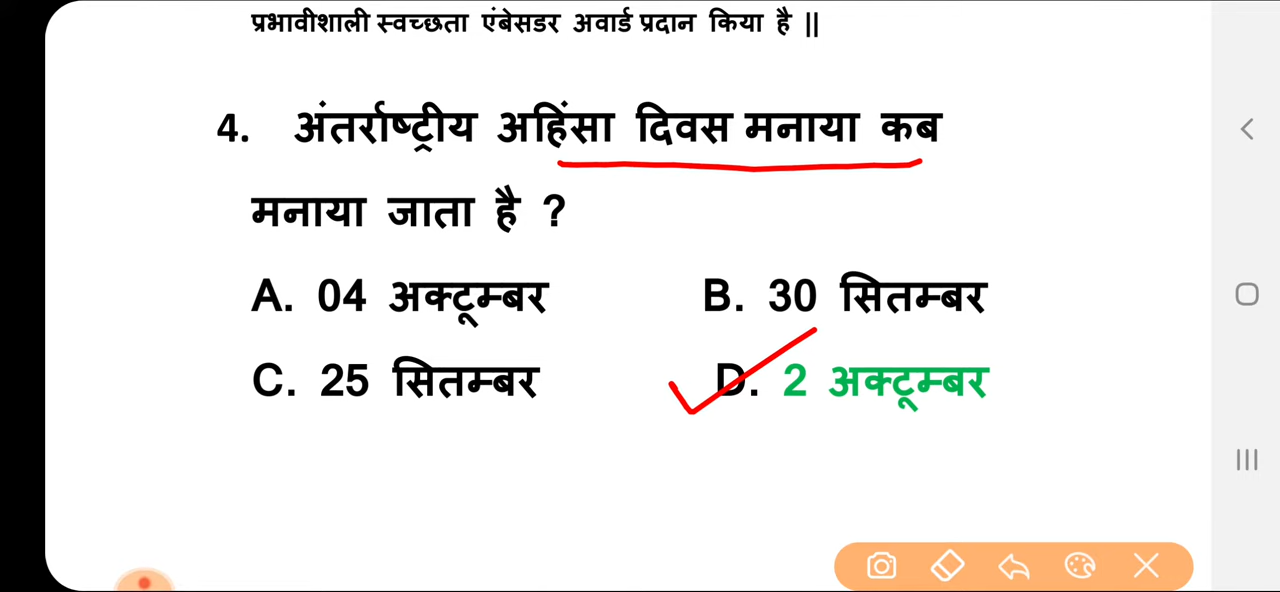 प्रभावीशाली स्वच्छता एंबेसडर अवार्ड प्रदान किया है ||
4. अंतर्राष्ट्रीय अहिंसा दिवस मनाया कब
मनाया जाता है ?
A. 04 अक्टूम्बर B. 30 सितम्बर
C. 25 सितम्बर D. 2 अक्टूम्बर